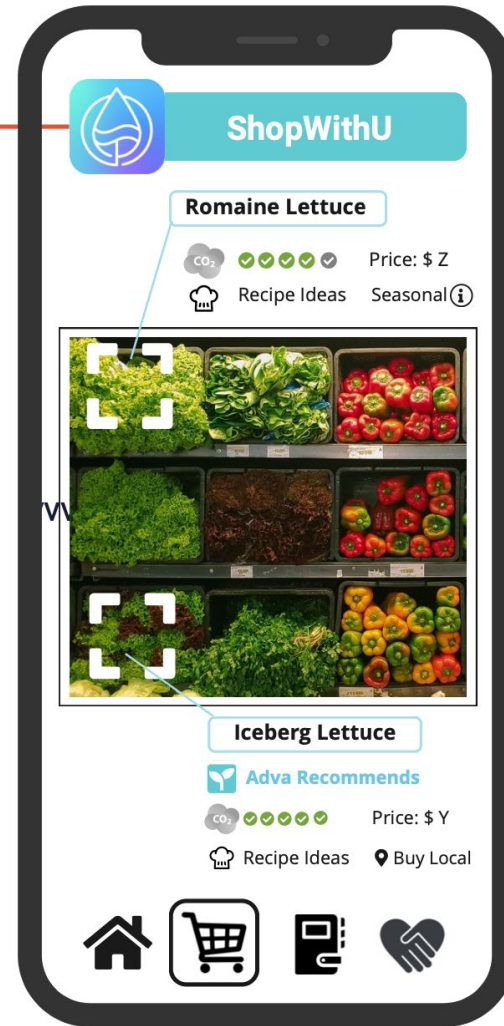 ShopWithU
Romaine Lettuce
CO₂ Price: $ Z
Recipe Ideas Seasonal i
Iceberg Lettuce
Adva Recommends
CO₂ Price: $ Y
Recipe Ideas Buy Local